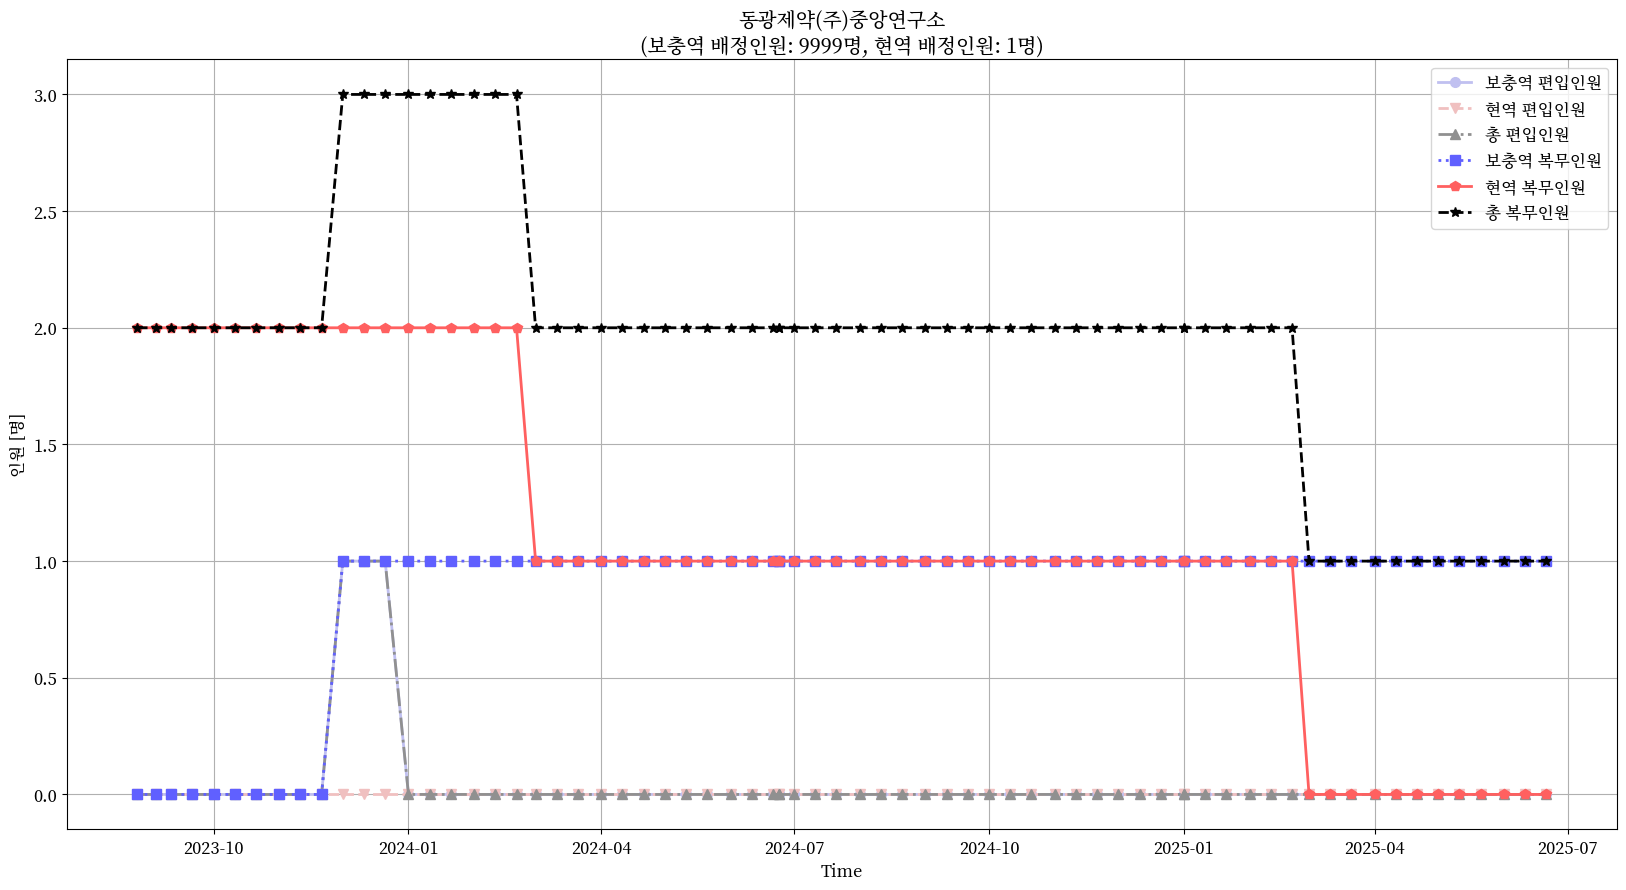 동광제약(주)중앙연구소
(보충역 배정인원: 9999명, 현역 배정인원: 1명)
인원 [명]
3.0
2.5
2.0
1.5
1.0
0.5
0.0
보충역 편입인원
현역 편입인원
총 편입인원
보충역 복무인원
현역 복무인원
총 복무인원
2023-10
2024-01
2024-04
2024-07
2024-10
2025-01
2025-04
2025-07
Time